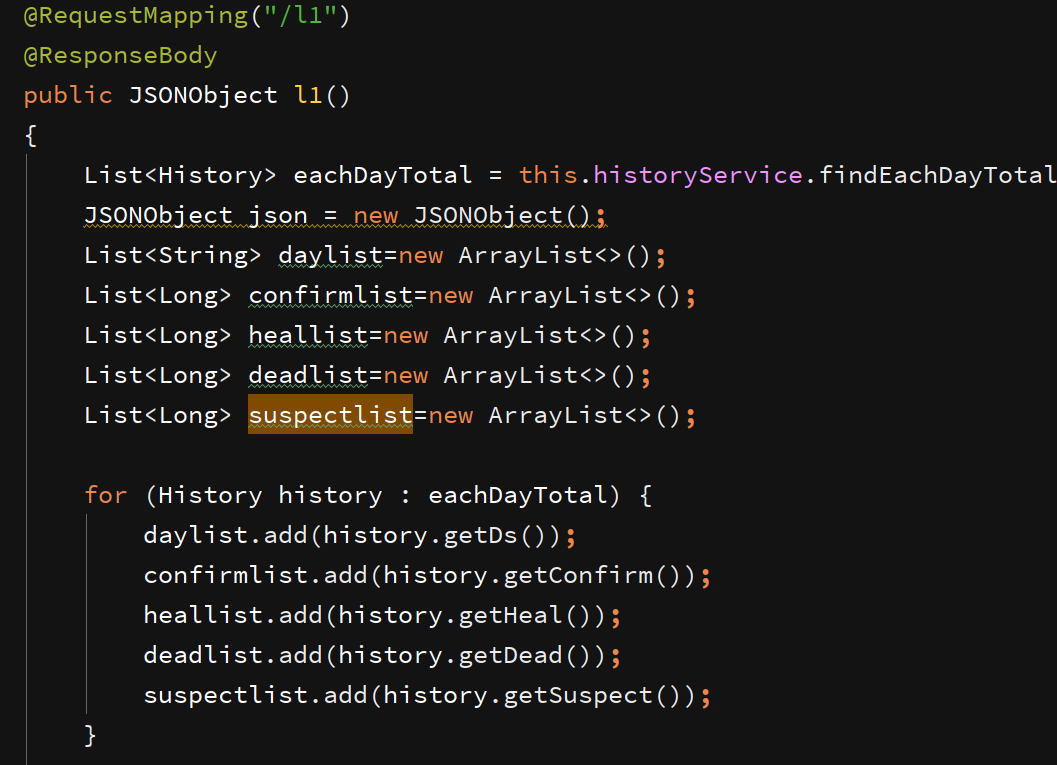 @RequestMapping("/l1")
@ResponseBody
public JSONObject l1()
{
List<History> eachDayTotal = this.historyService.findEachDayTotal
JSONObject json = new JSONObject();
List<String> daylist=new ArrayList<>();
List<Long> confirmlist=new ArrayList<>();
List<Long> heallist=new ArrayList<>();
List<Long> deadlist=new ArrayList<>();
List<Long> suspectlist=new ArrayList<>();
for (History history : eachDayTotal) {
daylist.add(history.getDs());
confirmlist.add(history.getConfirm());
heallist.add(history.getHeal());
deadlist.add(history.getDead());
suspectlist.add(history.getSuspect());
}